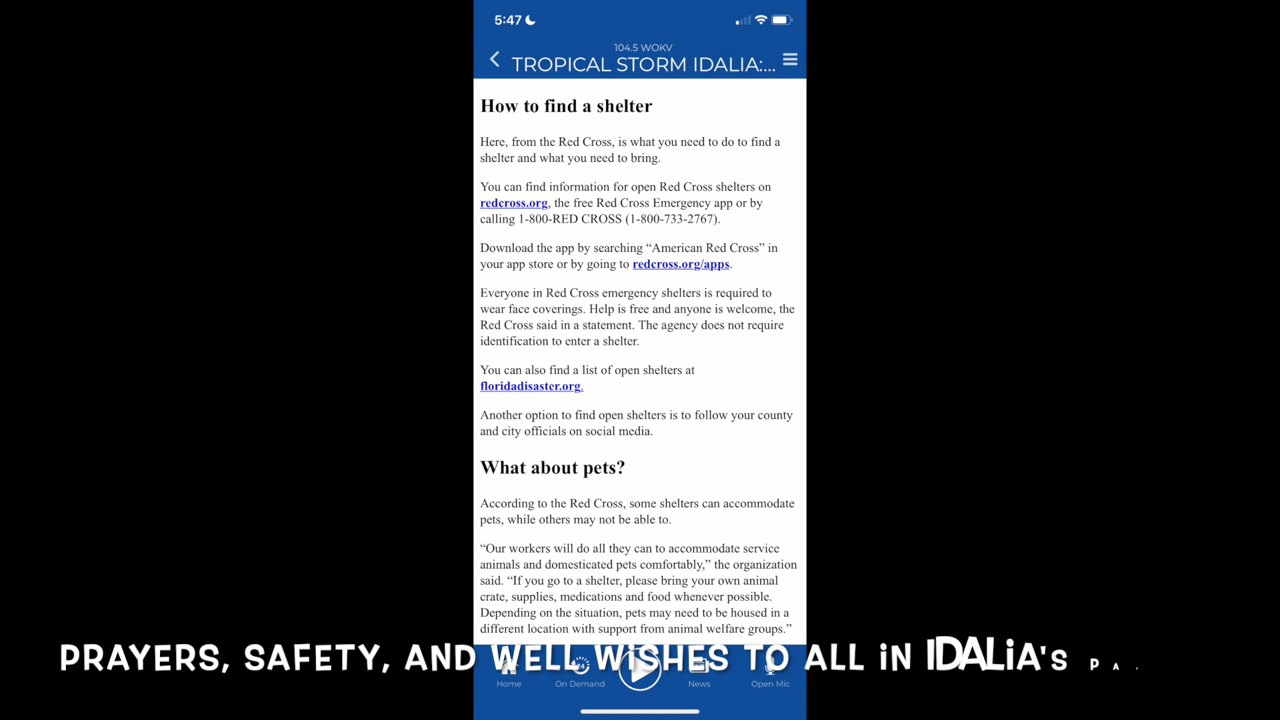 5:47
104.5 WOKV
TROPICAL STORM IDALIA:...
How to find a shelter
Here, from the Red Cross, is what you need to do to find a
shelter and what you need to bring.
You can find information for open Red Cross shelters on
redcross.org, the free Red Cross Emergency app or by
calling 1-800-RED CROSS (1-800-733-2767).
Download the app by searching “American Red Cross” in
your app store or by going to redcross.org/apps.
Everyone in Red Cross emergency shelters is required to
wear face coverings. Help is free and anyone is welcome, the
Red Cross said in a statement. The agency does not require
identification to enter a shelter.
You can also find a list of open shelters at
floridadisaster.org.
Another option to find open shelters is to follow your county
and city officials on social media.
What about pets?
According to the Red Cross, some shelters can accommodate
pets, while others may not be able to.
“Our workers will do all they can to accommodate service
animals and domesticated pets comfortably,” the organization
said. “If you go to a shelter, please bring your own animal
crate, supplies, medications and food whenever possible.
Depending on the situation, pets may need to be housed in a
different location with support from animal welfare groups.”
PRAYERS, SAFETY, AND WELL WISHES TO ALL iN IDALiA'S PA
Home On Demand News Open Mic